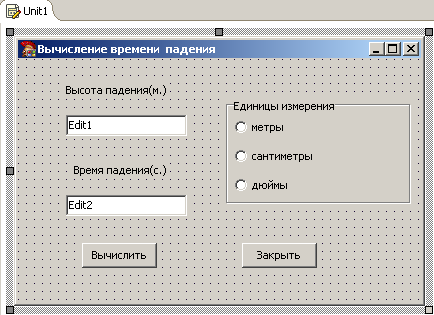 Unit1
Вычисление времени падения
Высота падения(м.)
Edit1
Единицы измерения
метры
сантиметры
дюймы
Время падения(с.)
Edit2
Вычислить
Закрыть